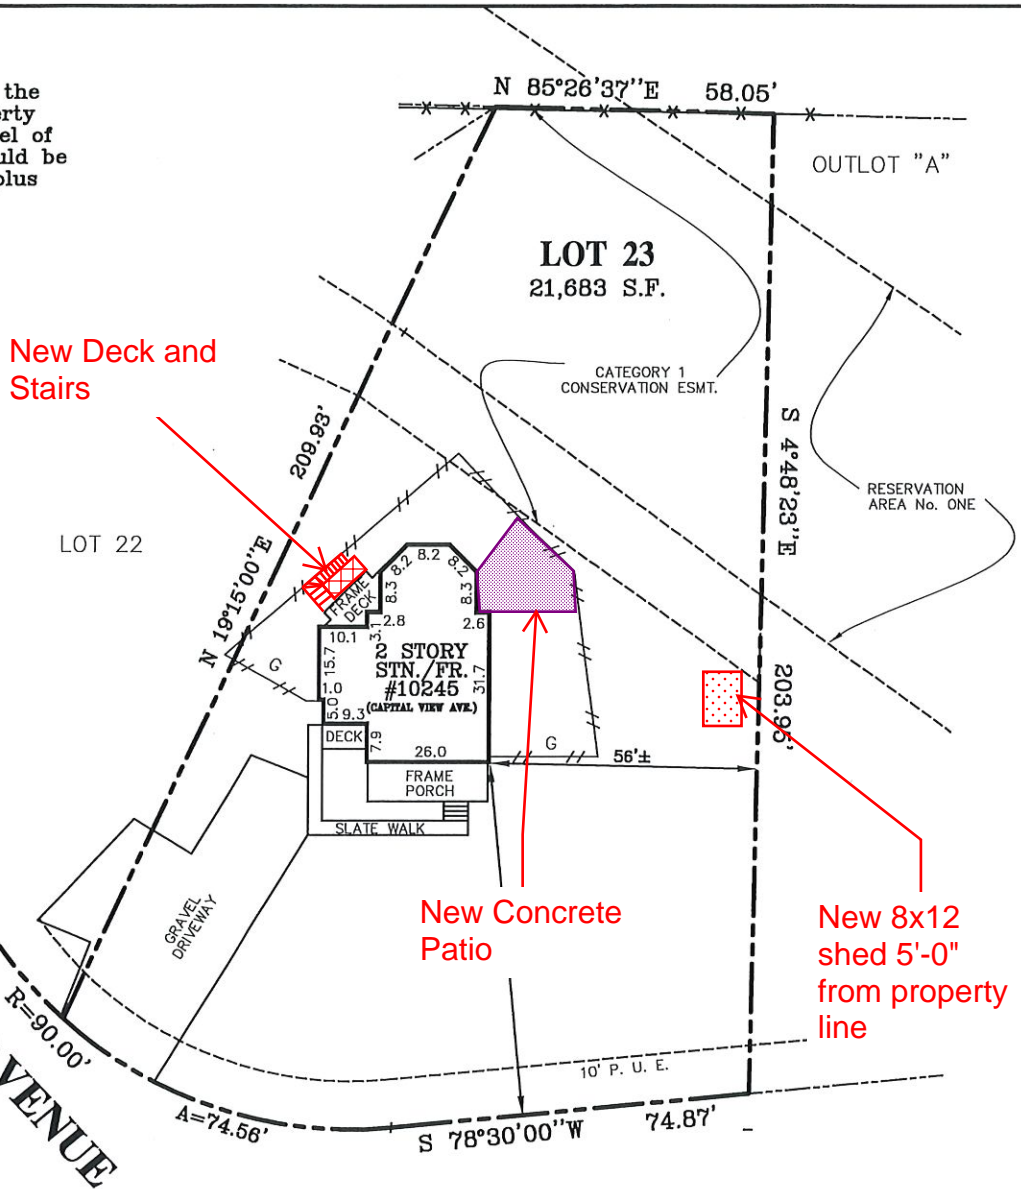 the
erty
el of
uld be
plus
N 85°26'37"E 58.05'
OUTLOT "A"
LOT 23
21,683 S.F.
New Deck and
Stairs
CATEGORY 1
CONSERVATION ESMT.
209.93'
N 19°15'00"E
S 4°48'23"E
203.95'
RESERVATION
AREA No. ONE
LOT 22
8.2
8.2
8.2
8.3
8.3
FRAME
DECK
2.8
2.6
3.1
10.1
15.7
1.0
5.0
9.3
7.9
31.7
26.0
2 STORY
STN./FR.
#10245
(CAPITAL VIEW AVE.)
G
G
DECK
56'±
FRAME
PORCH
SLATE WALK
GRAVEL
DRIVEWAY
New Concrete
Patio
New 8x12
shed 5'-0"
from property
line
R=90.00'
VENUE
A=74.56'
10' P. U. E.
S 78°30'00"W 74.87'